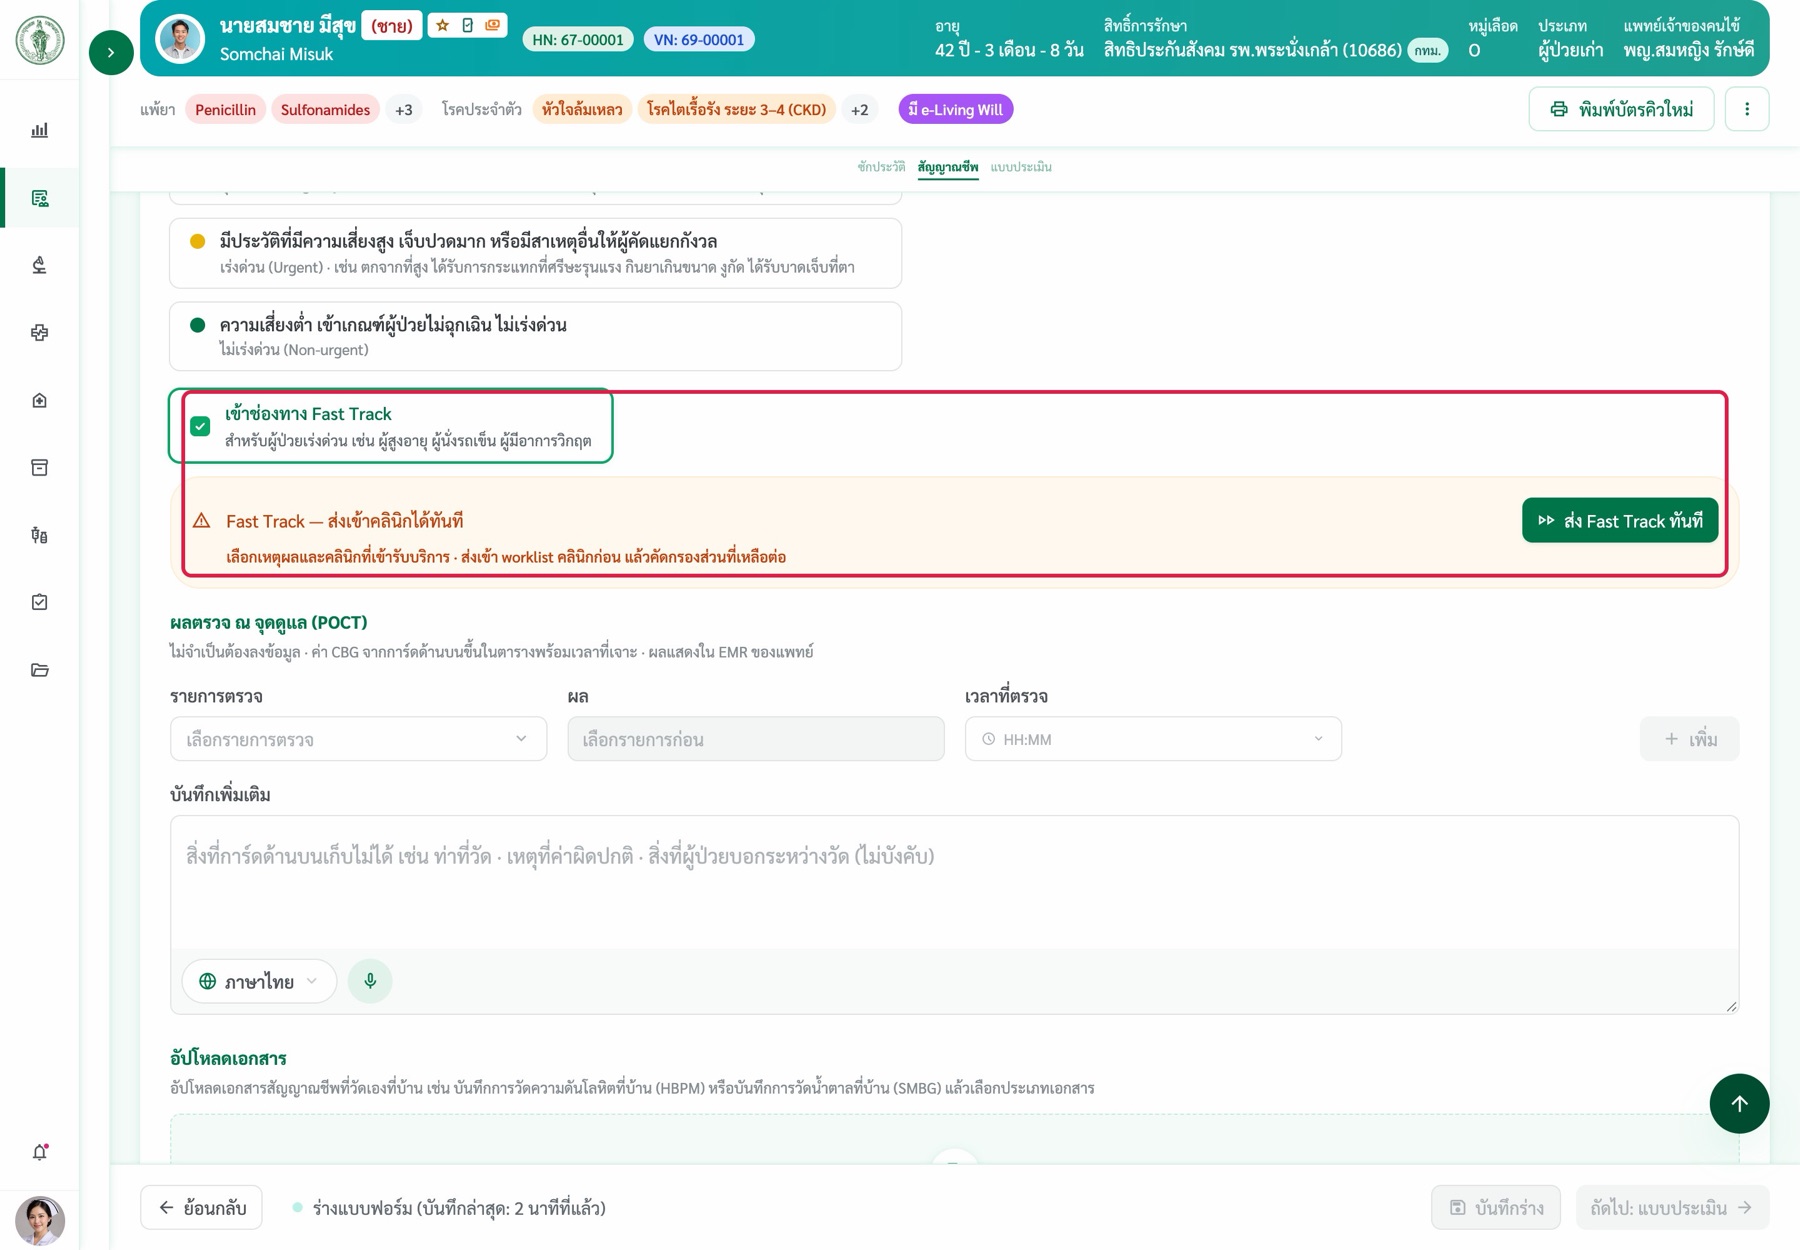 นายสมชาย มีสุข (ชาย)
Somchai Misuk
HN: 67-00001
VN: 69-00001
อายุ
42 ปี - 3 เดือน - 8 วัน
สิทธิ์การรักษา
สิทธิประกันสังคม รพ.พระนั่งเกล้า (10686) กทม.
หมู่เลือด
O
ประเภท
ผู้ป่วยเก่า
แพทย์เจ้าของคนไข้
พญ.สมหญิง รักษ์ดี
แพ้ยา Penicillin Sulfonamides +3 โรคประจำตัว หัวใจล้มเหลว โรคไตเรื้อรัง ระยะ 3–4 (CKD) +2 มี e-Living Will
พิมพ์บัตรคิวใหม่
ซักประวัติ สัญญาณชีพ แบบประเมิน
มีประวัติที่มีความเสี่ยงสูง เจ็บปวดมาก หรือมีสาเหตุอื่นให้ผู้คัดแยกกังวล
เร่งด่วน (Urgent) · เช่น ตกจากที่สูง ได้รับการกระแทกที่ศีรษะรุนแรง กินยาเกินขนาด งูกัด ได้รับบาดเจ็บที่ตา
ความเสี่ยงต่ำ เข้าเกณฑ์ผู้ป่วยไม่ฉุกเฉิน ไม่เร่งด่วน
ไม่เร่งด่วน (Non-urgent)
เข้าช่องทาง Fast Track
สำหรับผู้ป่วยเร่งด่วน เช่น ผู้สูงอายุ ผู้นั่งรถเข็น ผู้มีอาการวิกฤต
Fast Track — ส่งเข้าคลินิกได้ทันที
เลือกเหตุผลและคลินิกที่เข้ารับบริการ · ส่งเข้า worklist คลินิกก่อน แล้วคัดกรองส่วนที่เหลือต่อ
ส่ง Fast Track ทันที
ผลตรวจ ณ จุดดูแล (POCT)
ไม่จำเป็นต้องลงข้อมูล · ค่า CBG จากการ์ดด้านบนขึ้นในตารางพร้อมเวลาที่เจาะ · ผลแสดงใน EMR ของแพทย์
รายการตรวจ
ผล
เวลาที่ตรวจ
เลือกรายการตรวจ
เลือกรายการก่อน
HH:MM
เพิ่ม
บันทึกเพิ่มเติม
สิ่งที่การ์ดด้านบนเก็บไม่ได้ เช่น ท่าที่วัด · เหตุที่ค่าผิดปกติ · สิ่งที่ผู้ป่วยบอกระหว่างวัด (ไม่บังคับ)
ภาษาไทย
อัปโหลดเอกสาร
อัปโหลดเอกสารสัญญาณชีพที่วัดเองที่บ้าน เช่น บันทึกการวัดความดันโลหิตที่บ้าน (HBPM) หรือบันทึกการวัดน้ำตาลที่บ้าน (SMBG) แล้วเลือกประเภทเอกสาร
ย้อนกลับ
ร่างแบบฟอร์ม (บันทึกล่าสุด: 2 นาทีที่แล้ว)
บันทึกร่าง
ถัดไป: แบบประเมิน